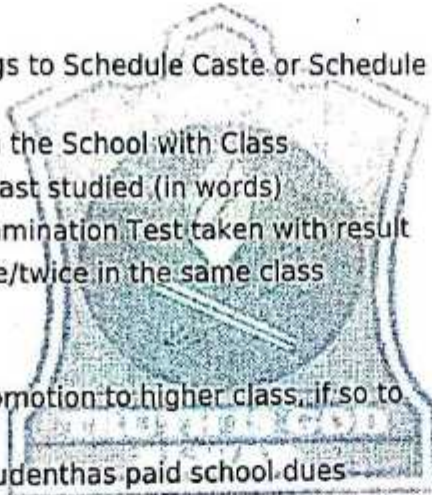 gs to Schedule Caste or Schedule
the School with Class
ast studied (in words)
mination Test taken with result
e/twice in the same class
omotion to higher class, if so to
udenthas paid school dues